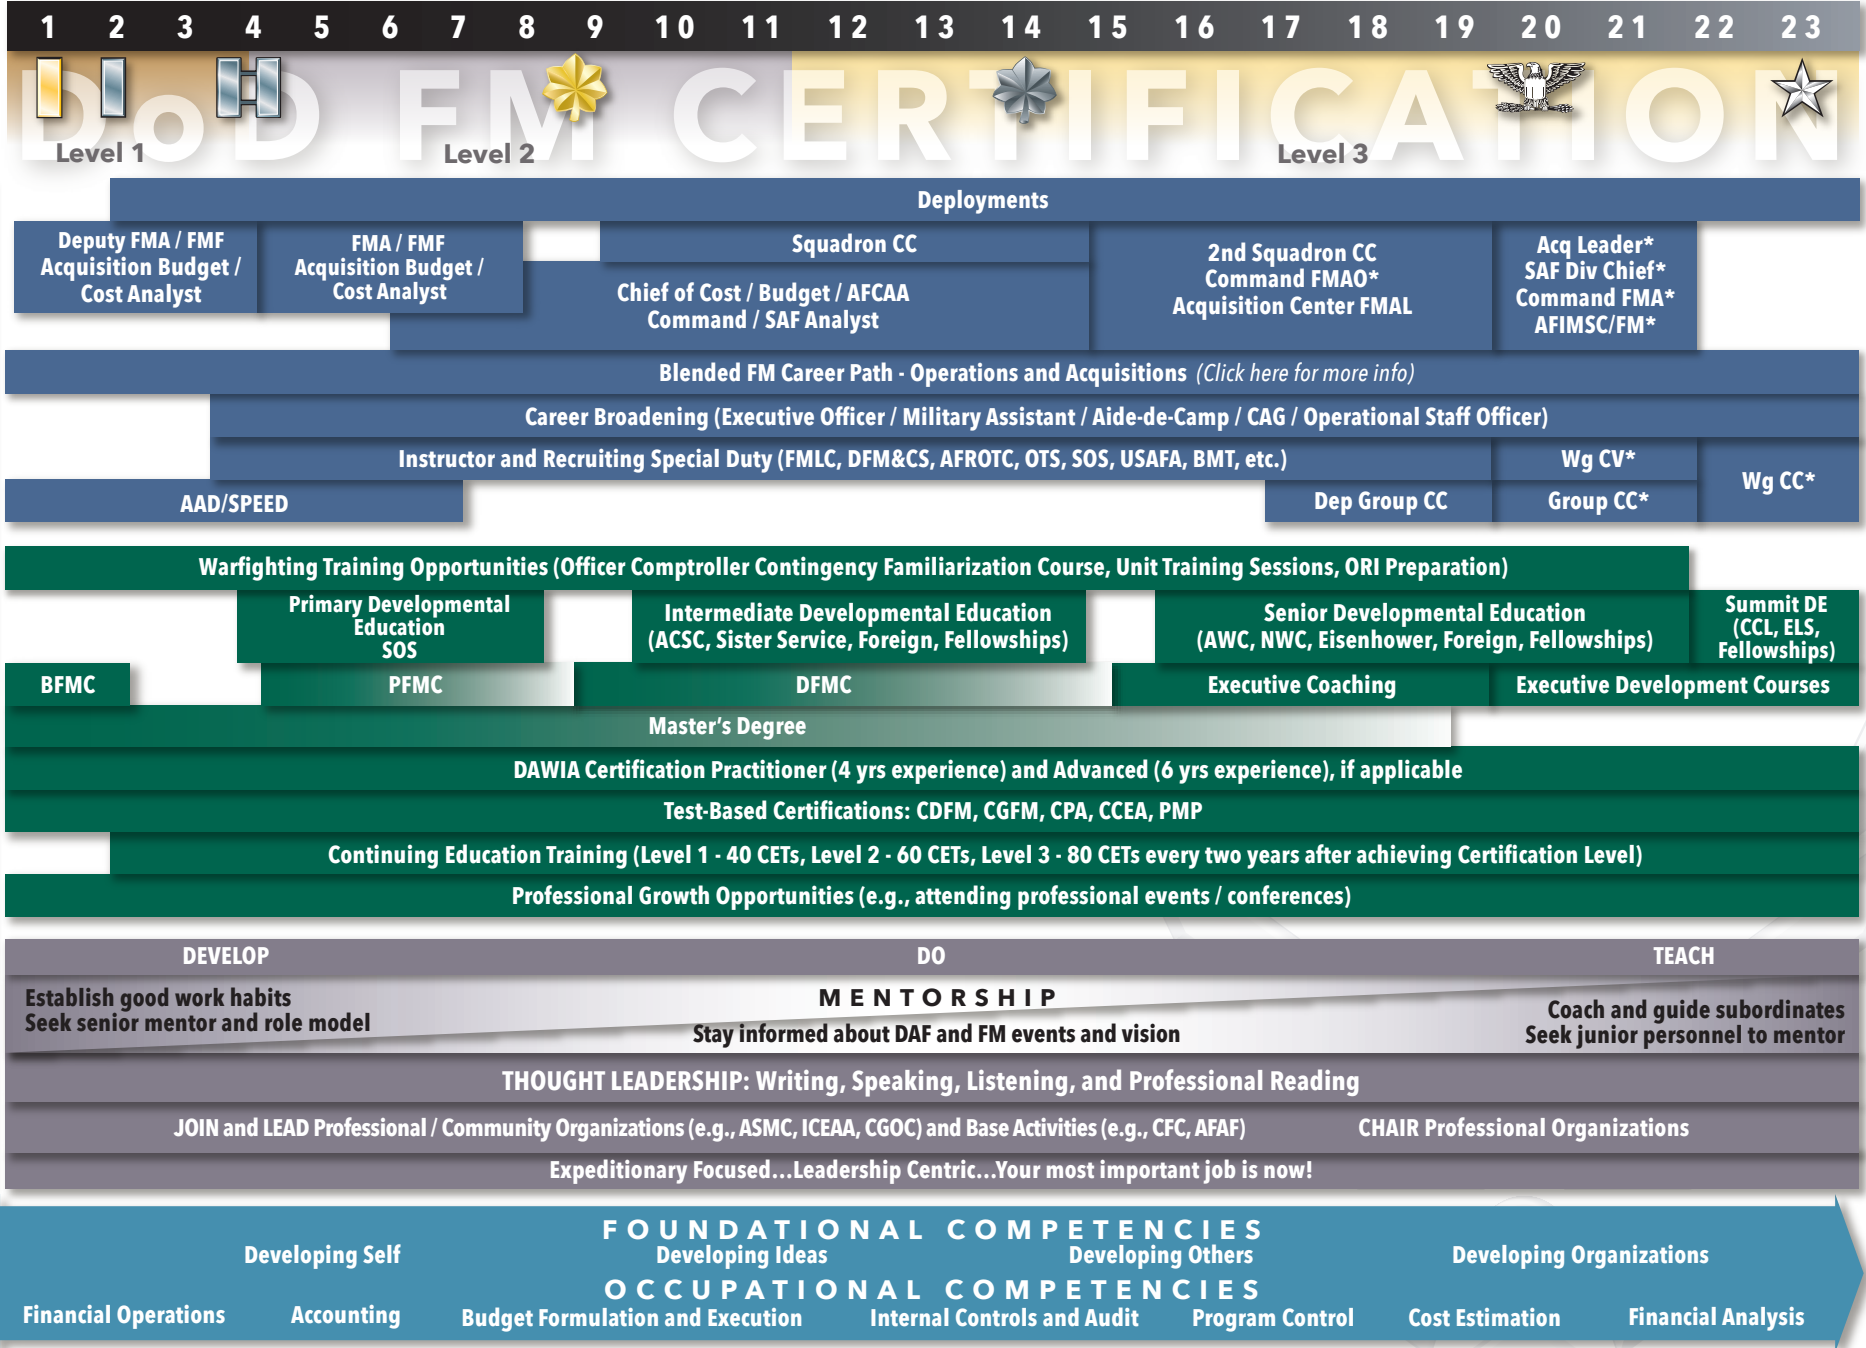 1 2 3 4 5 6 7 8 9 10 11 12 13 14 15 16 17 18 19 20 21 22 23
DoD FM CERTIFICATION
Level 1
Level 2
Level 3
Deployments
Deputy FMA / FMF
Acquisition Budget /
Cost Analyst
FMA / FMF
Acquisition Budget /
Cost Analyst
Squadron CC
Chief of Cost / Budget / AFCAA
Command / SAF Analyst
2nd Squadron CC
Command FMAO*
Acquisition Center FMAL
Acq Leader*
SAF Div Chief*
Command FMA*
AFIMSC/FM*
Blended FM Career Path - Operations and Acquisitions (Click here for more info)
Career Broadening (Executive Officer / Military Assistant / Aide-de-Camp / CAG / Operational Staff Officer)
Instructor and Recruiting Special Duty (FMLC, DFM&CS, AFROTC, OTS, SOS, USAFA, BMT, etc.)
Wg CV*
Wg CC*
AAD/SPEED
Dep Group CC
Group CC*
Warfighting Training Opportunities (Officer Comptroller Contingency Familiarization Course, Unit Training Sessions, ORI Preparation)
Primary Developmental
Education
SOS
Intermediate Developmental Education
(ACSC, Sister Service, Foreign, Fellowships)
Senior Developmental Education
(AWC, NWC, Eisenhower, Foreign, Fellowships)
Summit DE
(CCL, ELS,
Fellowships)
BFMC
PFMC
DFMC
Executive Coaching
Executive Development Courses
Master's Degree
DAWIA Certification Practitioner (4 yrs experience) and Advanced (6 yrs experience), if applicable
Test-Based Certifications: CDFM, CGFM, CPA, CCEA, PMP
Continuing Education Training (Level 1 - 40 CETs, Level 2 - 60 CETs, Level 3 - 80 CETs every two years after achieving Certification Level)
Professional Growth Opportunities (e.g., attending professional events / conferences)
DEVELOP
DO
TEACH
Establish good work habits
Seek senior mentor and role model
MENTORSHIP
Stay informed about DAF and FM events and vision
Coach and guide subordinates
Seek junior personnel to mentor
THOUGHT LEADERSHIP: Writing, Speaking, Listening, and Professional Reading
JOIN and LEAD Professional / Community Organizations (e.g., ASMC, ICEAA, CGOC) and Base Activities (e.g., CFC, AFAF)
CHAIR Professional Organizations
Expeditionary Focused...Leadership Centric...Your most important job is now!
FOUNDATIONAL COMPETENCIES
Developing Self
Developing Ideas
Developing Others
Developing Organizations
OCCUPATIONAL COMPETENCIES
Financial Operations
Accounting
Budget Formulation and Execution
Internal Controls and Audit
Program Control
Cost Estimation
Financial Analysis